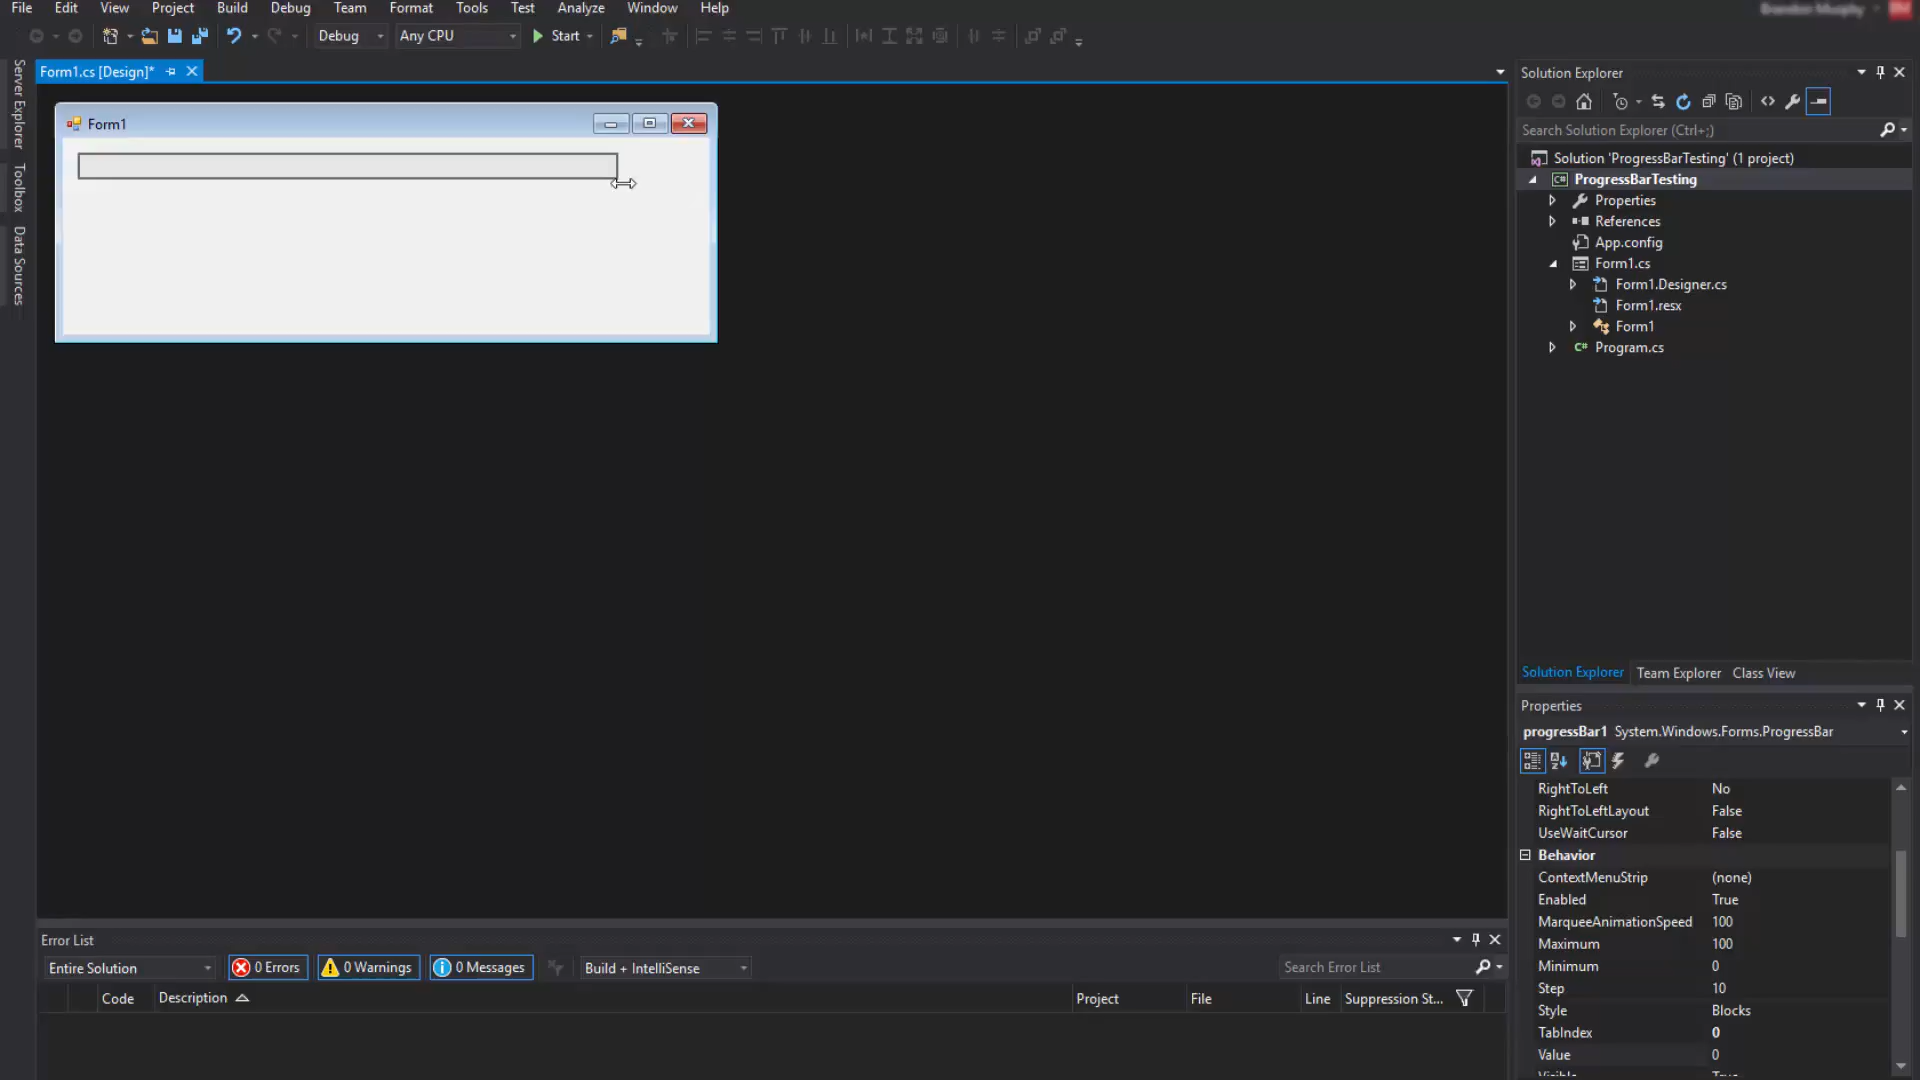 File Edit View Project Build Debug Team Format Tools Test Analyze Window Help
Debug Any CPU Start
Server Explorer
Toolbox
Data Sources
Form1.cs [Design]*
Form1
Solution Explorer
Search Solution Explorer (Ctrl+;)
Solution 'ProgressBarTesting' (1 project)
C# ProgressBarTesting
Properties
References
App.config
Form1.cs
Form1.Designer.cs
Form1.resx
Form1
C# Program.cs
Solution Explorer Team Explorer Class View
Properties
progressBar1 System.Windows.Forms.ProgressBar
RightToLeft No
RightToLeftLayout False
UseWaitCursor False
Behavior
ContextMenuStrip (none)
Enabled True
MarqueeAnimationSpeed 100
Maximum 100
Minimum 0
Step 10
Style Blocks
TabIndex 0
Value 0
Error List
Entire Solution 0 Errors 0 Warnings 0 Messages Build + IntelliSense Search Error List
Code Description Project File Line Suppression St...